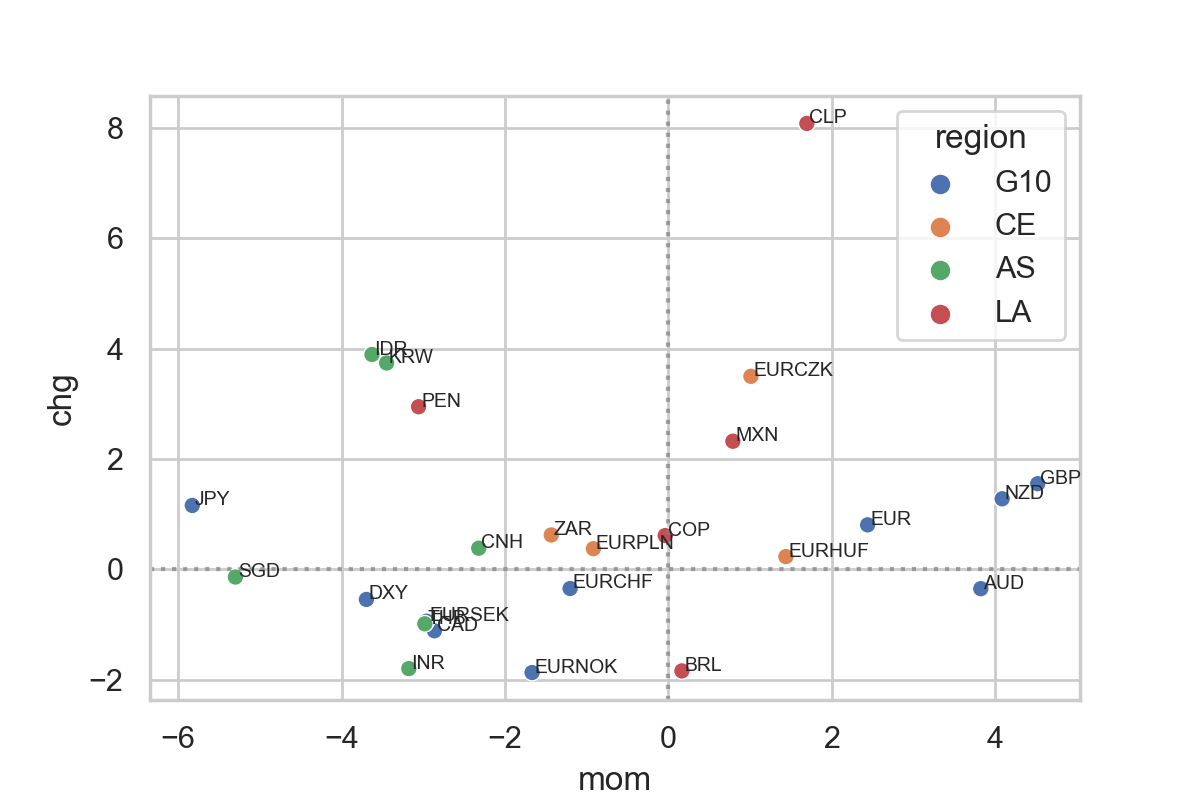 8
6
4
2
0
−2
−6
−4
−2
0
2
4
chg
mom
region
G10
CE
AS
LA
CLP
IDR
KRW
PEN
EURCZK
MXN
JPY
GBP
NZD
EUR
ZAR
COP
CNH
EURPLN
EURHUF
SGD
EURCHF
AUD
DXY
EURSEK
THB
CAD
INR
EURNOK
BRL